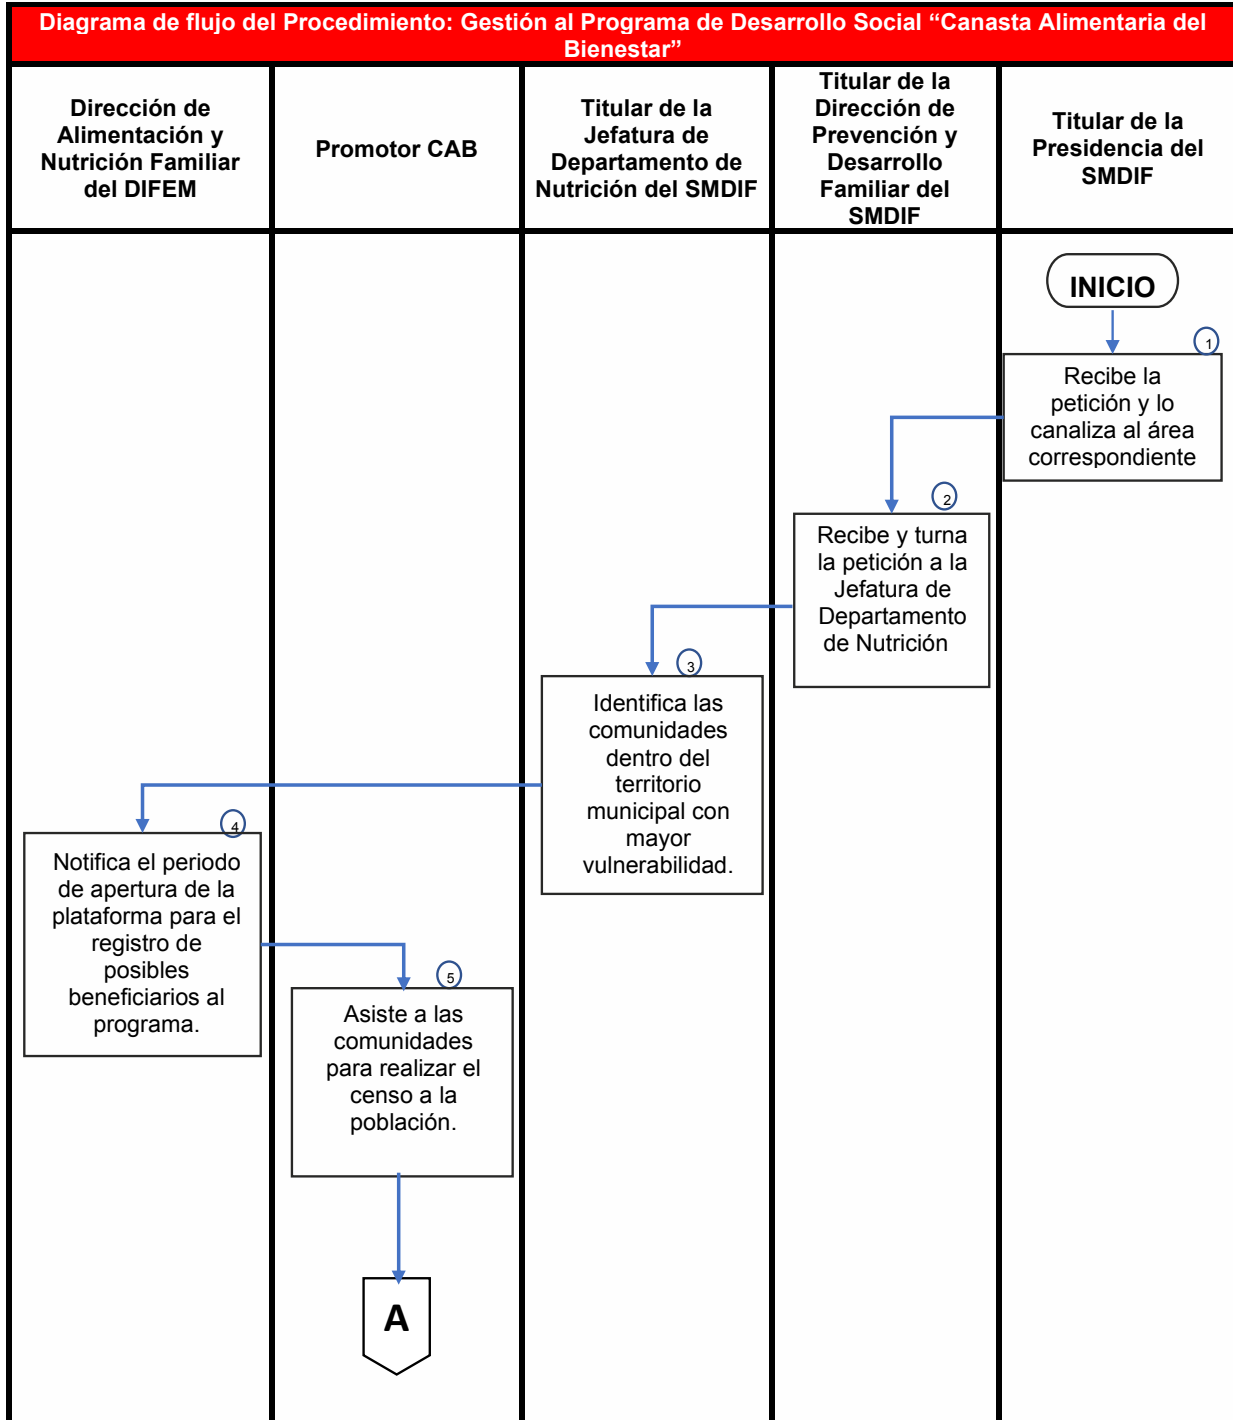 Diagrama de flujo del Procedimiento: Gestión al Programa de Desarrollo Social “Canasta Alimentaria del
Bienestar”
Dirección de
Alimentación y
Nutrición Familiar
del DIFEM
Promotor CAB
Titular de la
Jefatura de
Departamento de
Nutrición del SMDIF
Titular de la
Dirección de
Prevención y
Desarrollo
Familiar del
SMDIF
Titular de la
Presidencia del
SMDIF
INICIO
1
Recibe la
petición y lo
canaliza al área
correspondiente
2
Recibe y turna
la petición a la
Jefatura de
Departamento
de Nutrición
3
Identifica las
comunidades
dentro del
territorio
municipal con
mayor
vulnerabilidad.
4
Notifica el periodo
de apertura de la
plataforma para el
registro de
posibles
beneficiarios al
programa.
5
Asiste a las
comunidades
para realizar el
censo a la
población.
A